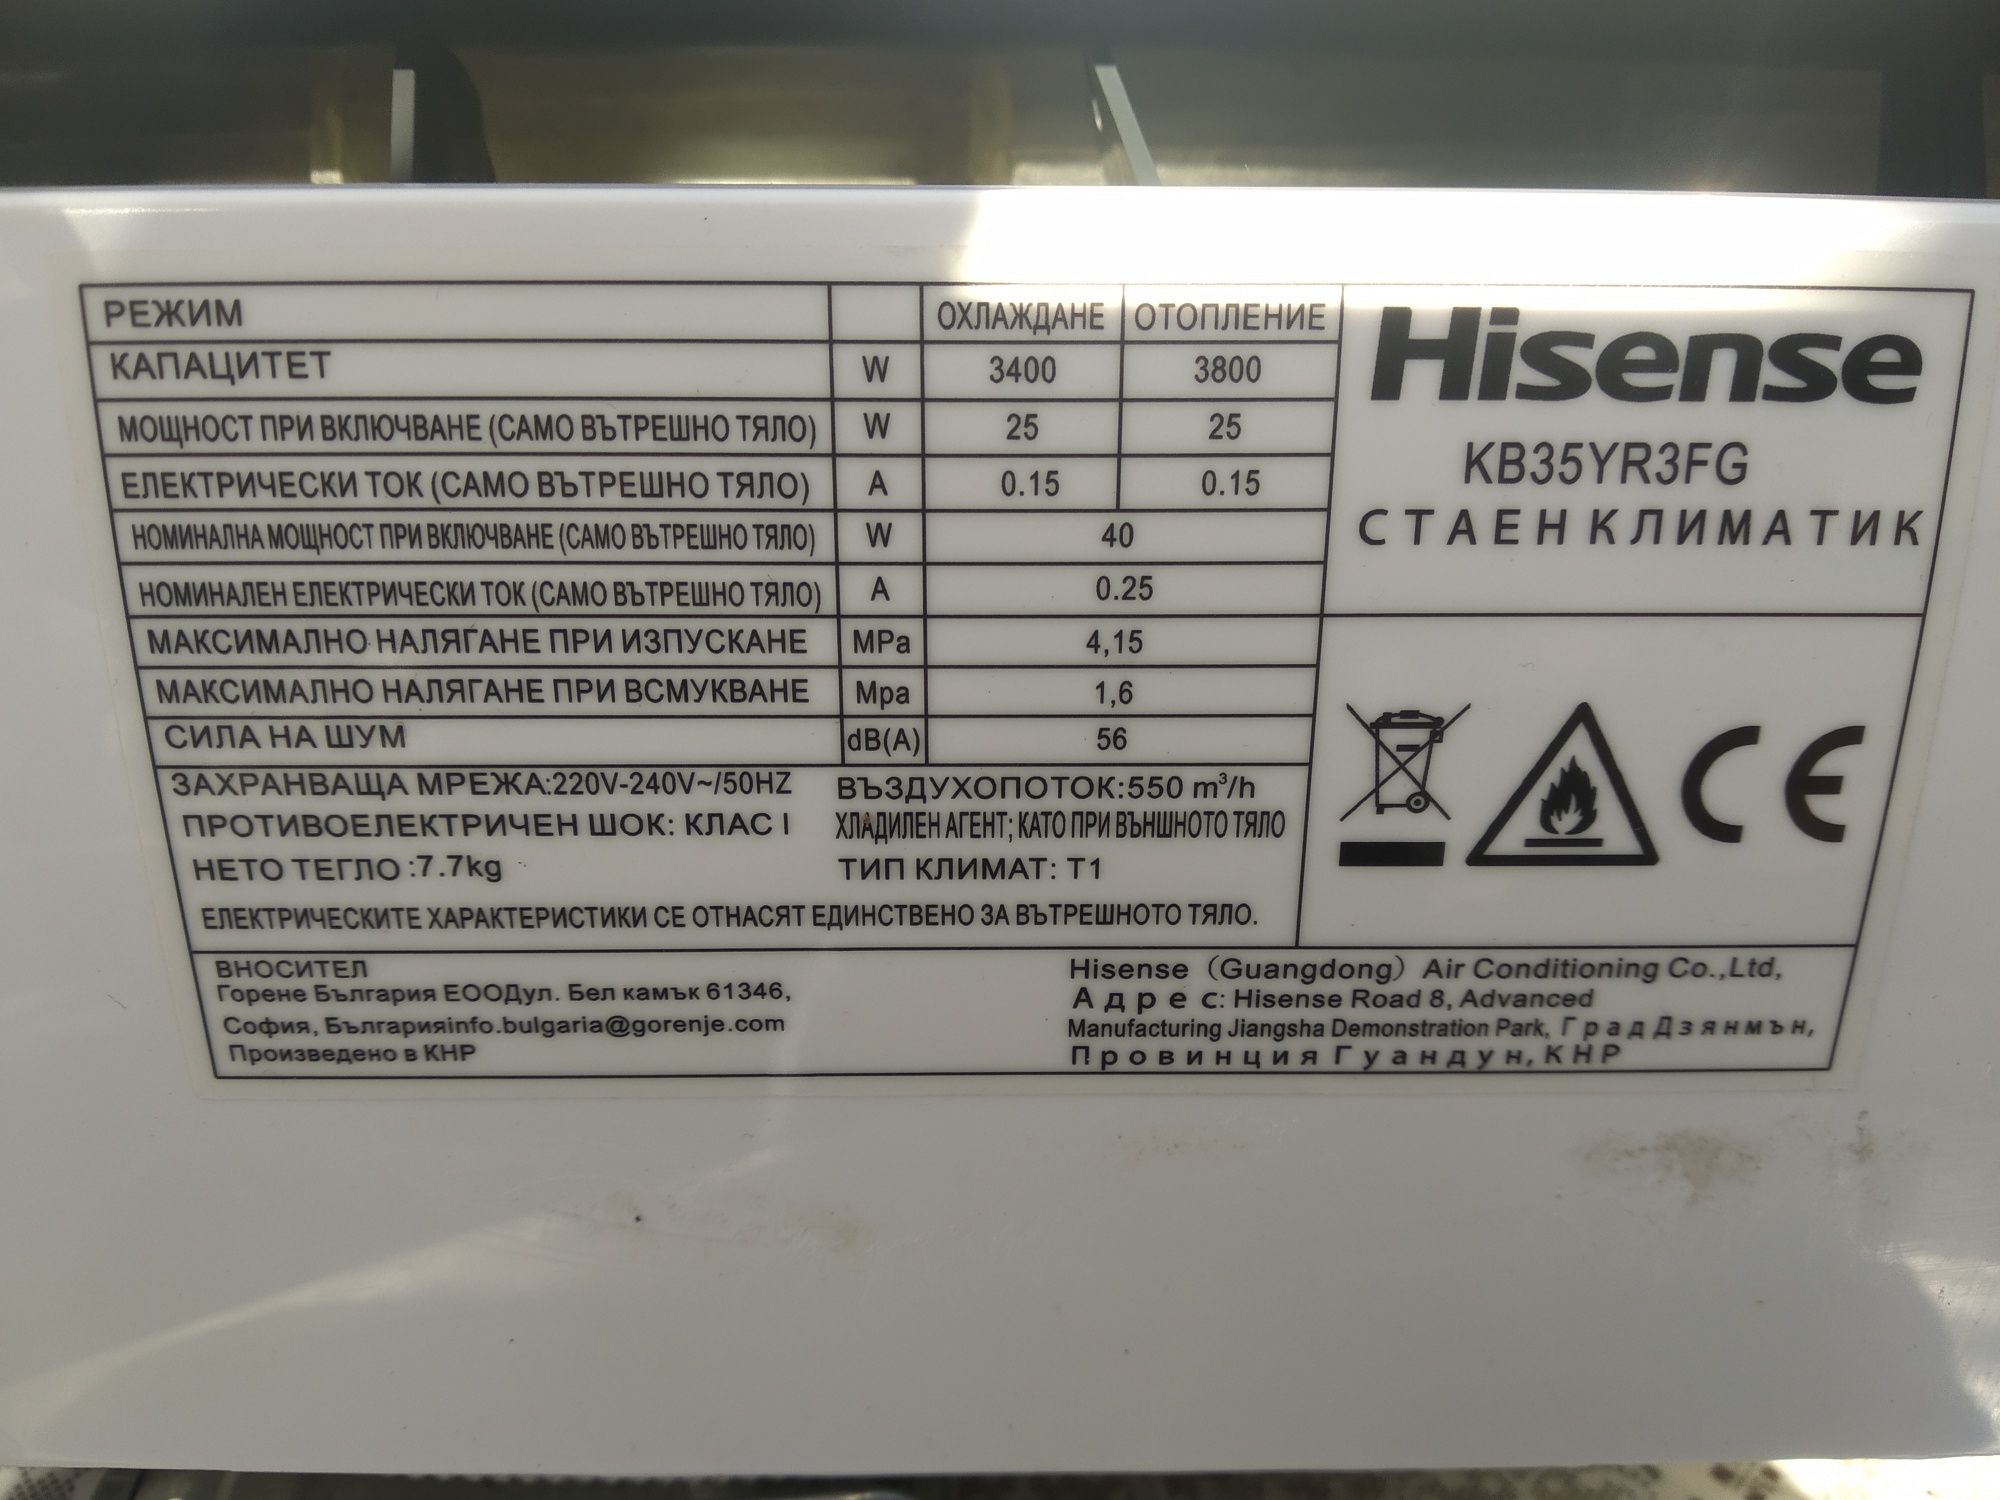 РЕЖИМ ОХЛАЖДАНЕ ОТОПЛЕНИЕ
КАПАЦИТЕТ W 3400 3800
МОЩНОСТ ПРИ ВКЛЮЧВАНЕ (САМО ВЪТРЕШНО ТЯЛО) W 25 25
ЕЛЕКТРИЧЕСКИ ТОК (САМО ВЪТРЕШНО ТЯЛО) A 0.15 0.15
НОМИНАЛНА МОЩНОСТ ПРИ ВКЛЮЧВАНЕ (САМО ВЪТРЕШНО ТЯЛО) W 40
НОМИНАЛЕН ЕЛЕКТРИЧЕСКИ ТОК (САМО ВЪТРЕШНО ТЯЛО) A 0.25
МАКСИМАЛНО НАЛЯГАНЕ ПРИ ИЗПУСКАНЕ MPa 4,15
МАКСИМАЛНО НАЛЯГАНЕ ПРИ ВСМУКВАНЕ Mpa 1,6
СИЛА НА ШУМ dB(A) 56
ЗАХРАНВАЩА МРЕЖА:220V-240V~/50HZ ВЪЗДУХОПОТОК:550 m³/h
ПРОТИВОЕЛЕКТРИЧЕН ШОК: КЛАС I ХЛАДИЛЕН АГЕНТ; КАТО ПРИ ВЪНШНОТО ТЯЛО
НЕТО ТЕГЛО :7.7kg ТИП КЛИМАТ: T1
ЕЛЕКТРИЧЕСКИТЕ ХАРАКТЕРИСТИКИ СЕ ОТНАСЯТ ЕДИНСТВЕНО ЗА ВЪТРЕШНОТО ТЯЛО.
Hisense
KB35YR3FG
СТАЕН КЛИМАТИК
CE
ВНОСИТЕЛ
Горене България ЕООДул. Бел камък 61346,
София, Българияinfo.bulgaria@gorenje.com
Произведено в КНР
Hisense (Guangdong) Air Conditioning Co.,Ltd,
Адрес: Hisense Road 8, Advanced
Manufacturing Jiangsha Demonstration Park, Град Дзянмън,
Провинция Гуандун, КНР